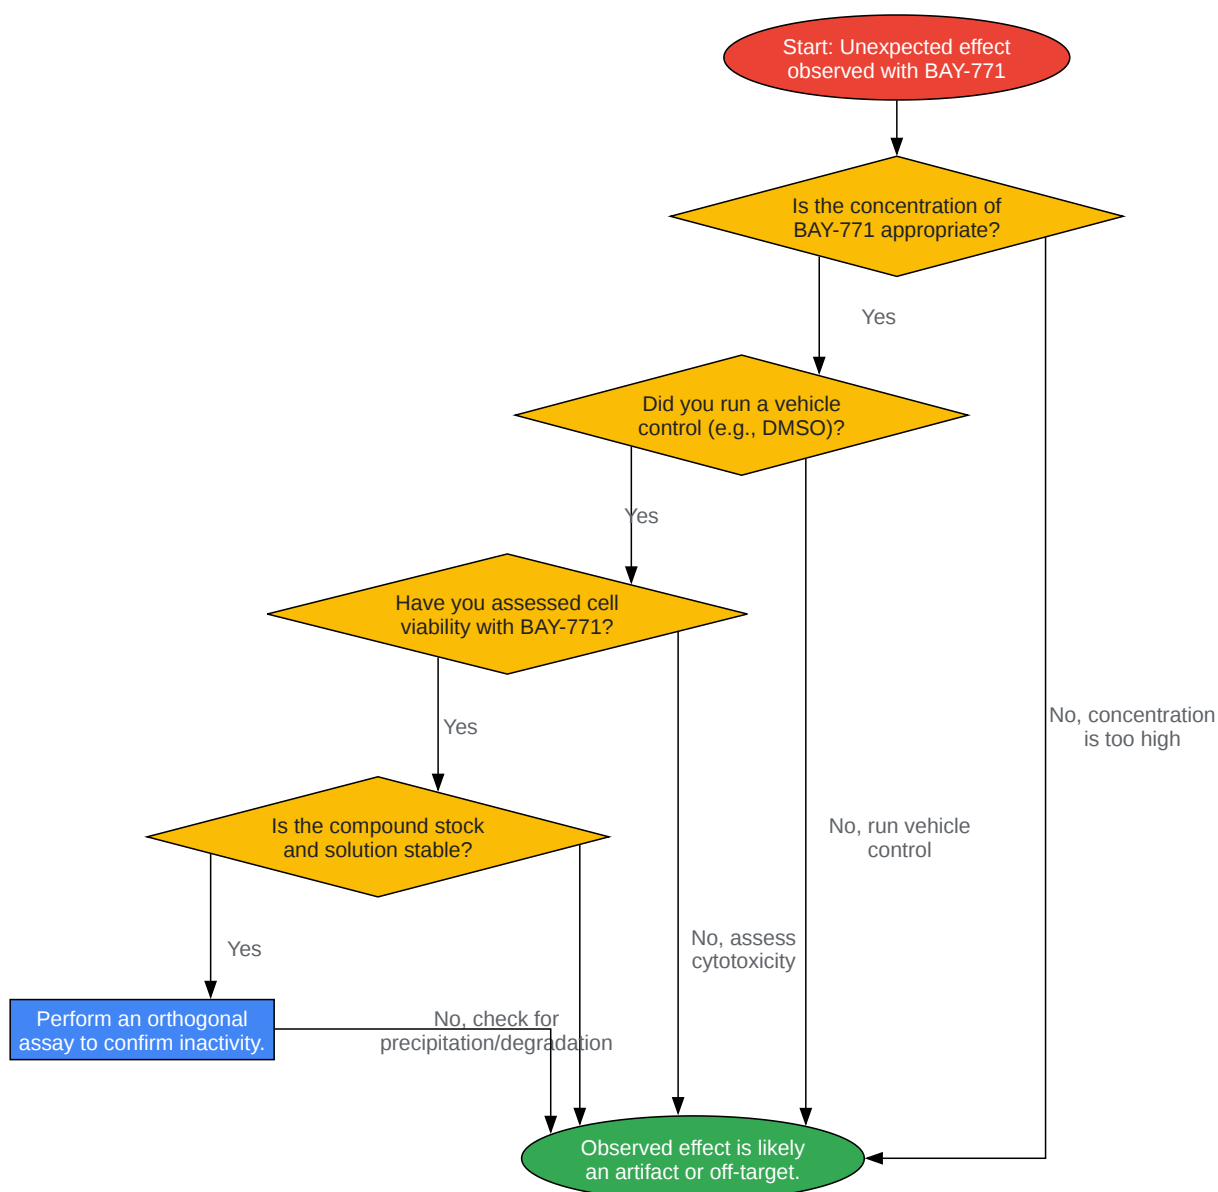 Start: Unexpected effect
observed with BAY-771
Is the concentration of
BAY-771 appropriate?
Yes
Did you run a vehicle
control (e.g., DMSO)?
Yes
Have you assessed cell
viability with BAY-771?
Yes
No, concentration
is too high
Is the compound stock
and solution stable?
No, run vehicle
control
Yes
No, assess
cytotoxicity
Perform an orthogonal
assay to confirm inactivity.
No, check for
precipitation/degradation
Observed effect is likely
an artifact or off-target.